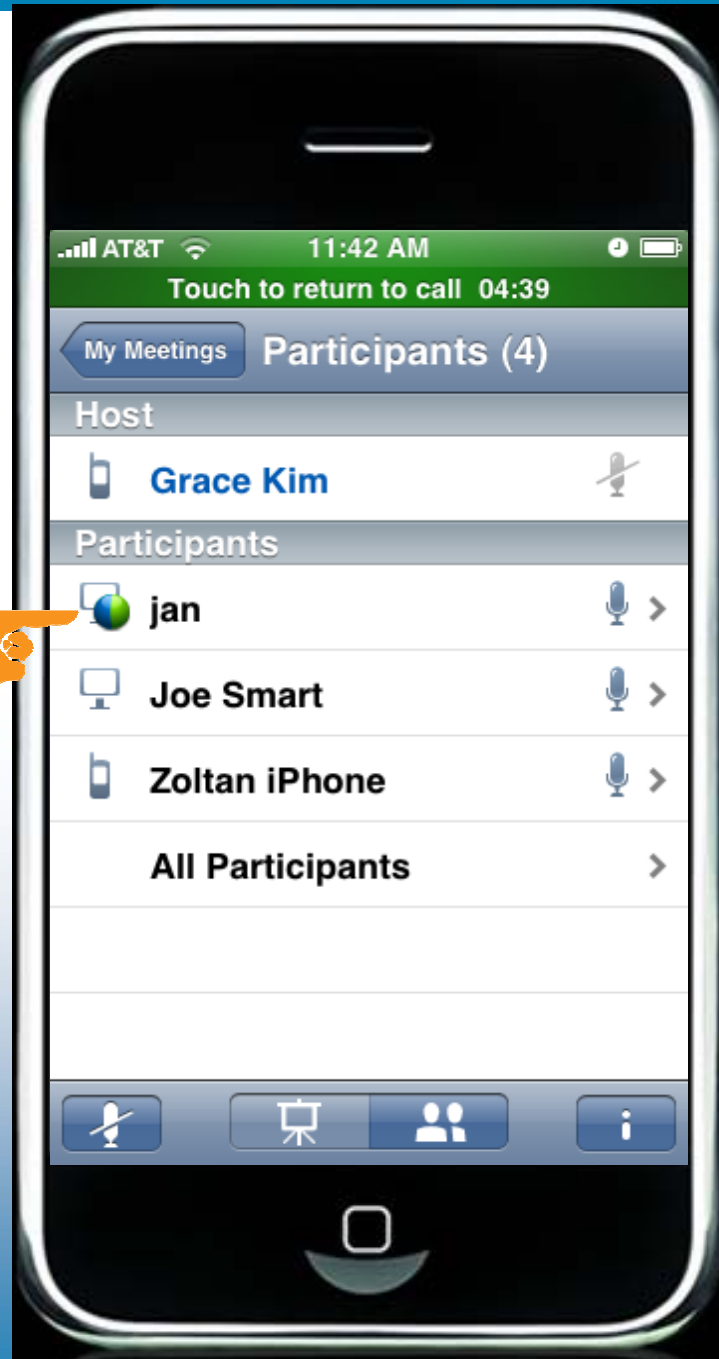 AT&T 11:42 AM
Touch to return to call 04:39
My Meetings Participants (4)
Host
Grace Kim
Participants
jan
Joe Smart
Zoltan iPhone
All Participants
i